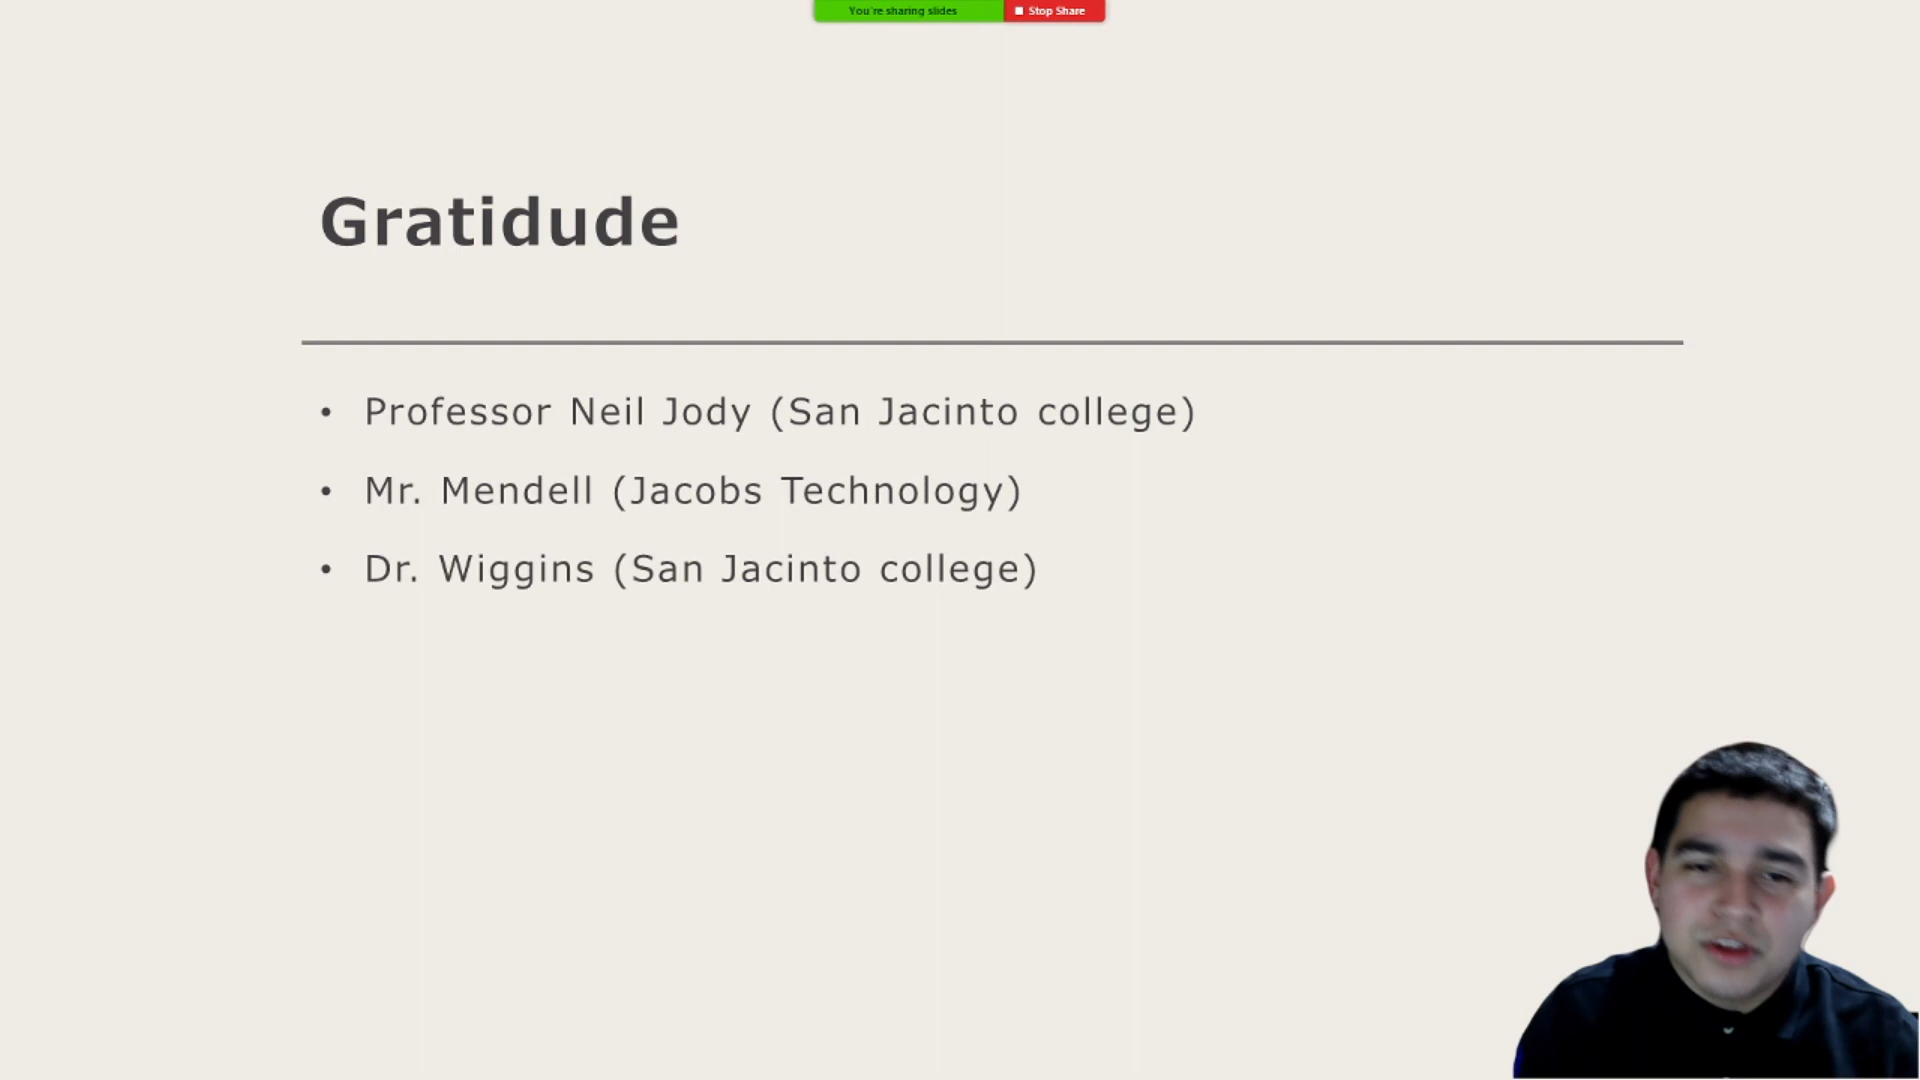 You're sharing slides
Stop Share
Gratidude
• Professor Neil Jody (San Jacinto college)
• Mr. Mendell (Jacobs Technology)
• Dr. Wiggins (San Jacinto college)